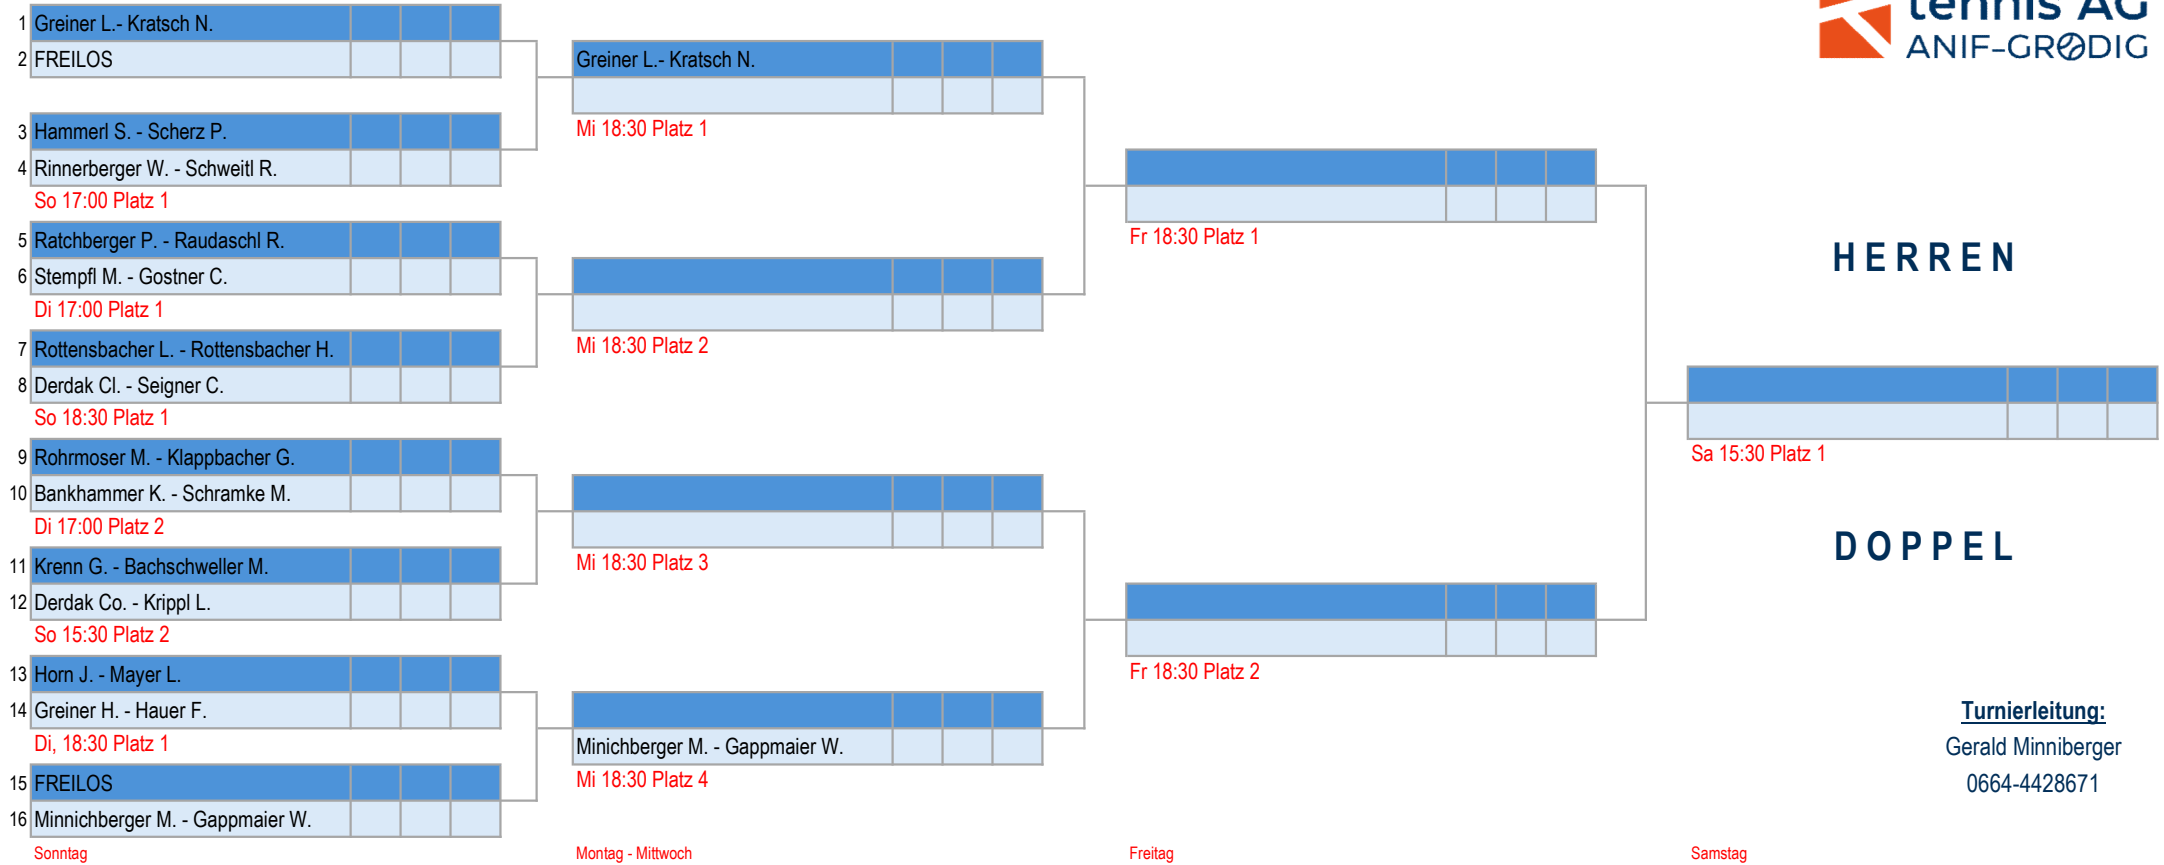 tennis AG
ANIF-GRØDIG
1 Greiner L.- Kratsch N.
2 FREILOS
3 Hammerl S. - Scherz P.
4 Rinnerberger W. - Schweitl R.
So 17:00 Platz 1
5 Ratchberger P. - Raudaschl R.
6 Stempfl M. - Gostner C.
Di 17:00 Platz 1
7 Rottensbacher L. - Rottensbacher H.
8 Derdak Cl. - Seigner C.
So 18:30 Platz 1
9 Rohrmoser M. - Klappbacher G.
10 Bankhammer K. - Schramke M.
Di 17:00 Platz 2
11 Krenn G. - Bachschweller M.
12 Derdak Co. - Krippl L.
So 15:30 Platz 2
13 Horn J. - Mayer L.
14 Greiner H. - Hauer F.
Di, 18:30 Platz 1
15 FREILOS
16 Minnichberger M. - Gappmaier W.
Sonntag
Greiner L.- Kratsch N.
Mi 18:30 Platz 1
Mi 18:30 Platz 2
Mi 18:30 Platz 3
Minichberger M. - Gappmaier W.
Mi 18:30 Platz 4
Montag - Mittwoch
Fr 18:30 Platz 1
Fr 18:30 Platz 2
Freitag
HERREN
Sa 15:30 Platz 1
DOPPEL
Turnierleitung:
Gerald Minniberger
0664-4428671
Samstag